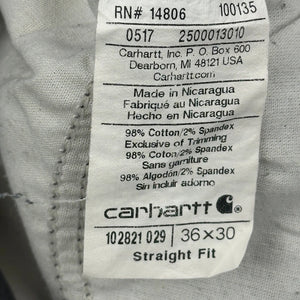 RN# 14806 100135
0517 2500013010
Carhartt, Inc. P. O. Box 600
Dearborn, MI 48121 USA
Carhartt.com
Made in Nicaragua
Fabriqué au Nicaragua
Hecho en Nicaragua
98% Cotton/2% Spandex
Exclusive of Trimming
98% Coton/2% Spandex
Sans garniture
98% Algodón/2% Spandex
Sin incluir adorno
carhartt
102821 029 36×30
Straight Fit